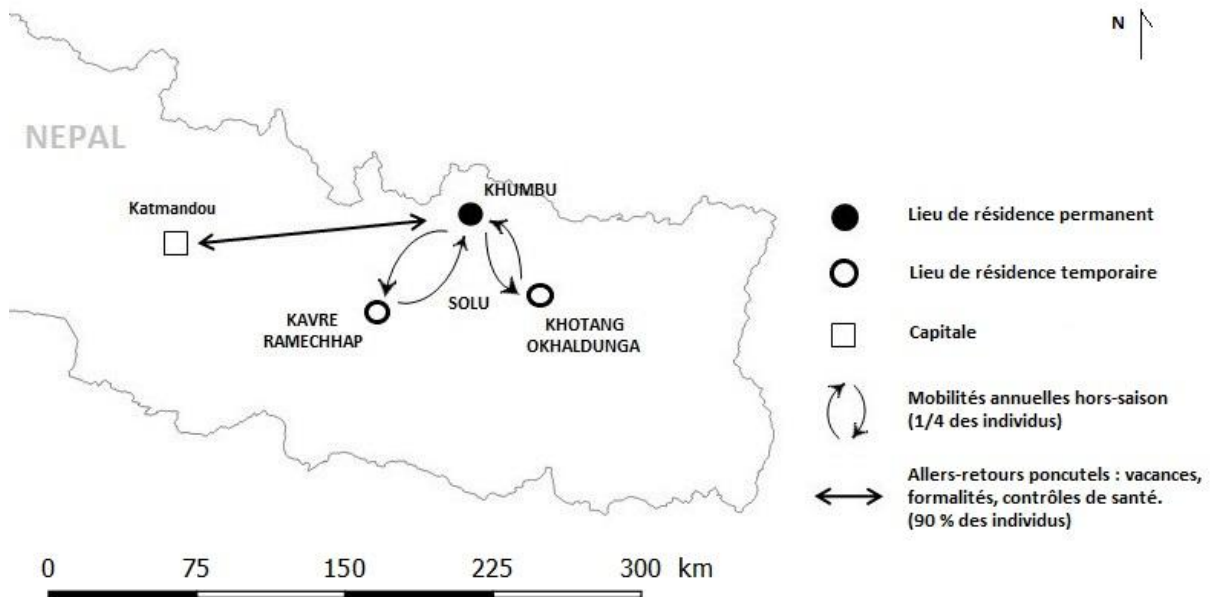 N
NEPAL
Katmandou
KHUMBU
SOLU
KAVRE
RAMECHHAP
KHOTANG
OKHALDUNGA
Lieu de résidence permanent
Lieu de résidence temporaire
Capitale
Mobilités annuelles hors-saison
(1/4 des individus)
Allers-retours poncutels : vacances,
formalités, contrôles de santé.
(90 % des individus)
0 75 150 225 300 km